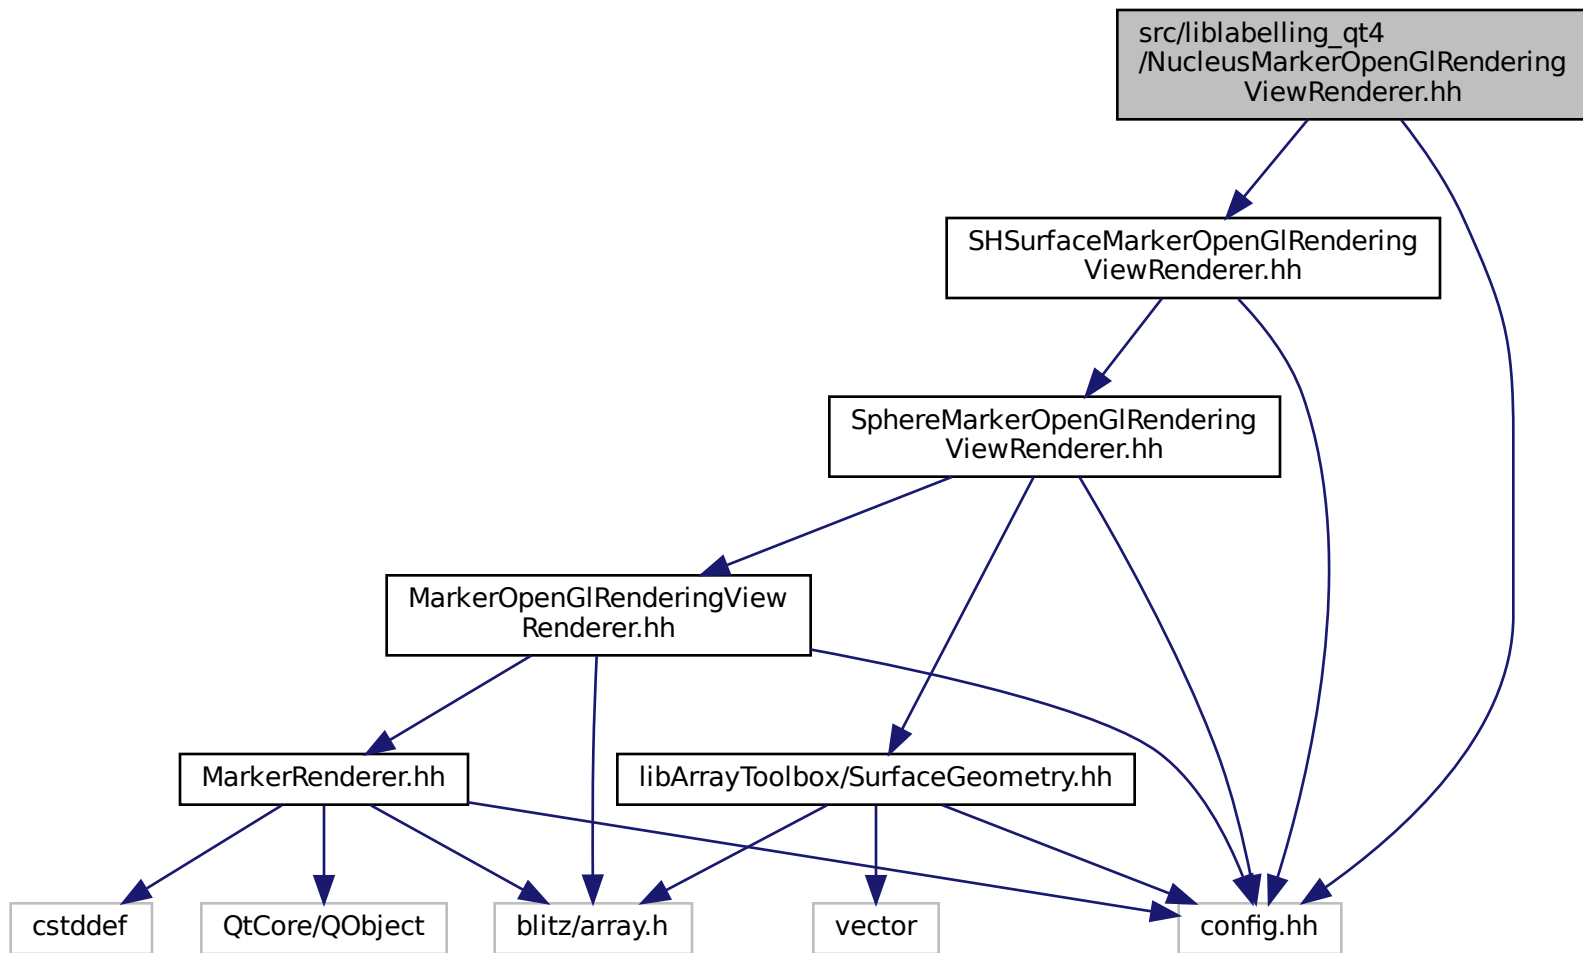 src/liblabelling_qt4
/NucleusMarkerOpenGlRendering
ViewRenderer.hh
SHSurfaceMarkerOpenGlRendering
ViewRenderer.hh
SphereMarkerOpenGlRendering
ViewRenderer.hh
MarkerOpenGlRenderingView
Renderer.hh
MarkerRenderer.hh
libArrayToolbox/SurfaceGeometry.hh
cstddef
QtCore/QObject
blitz/array.h
vector
config.hh